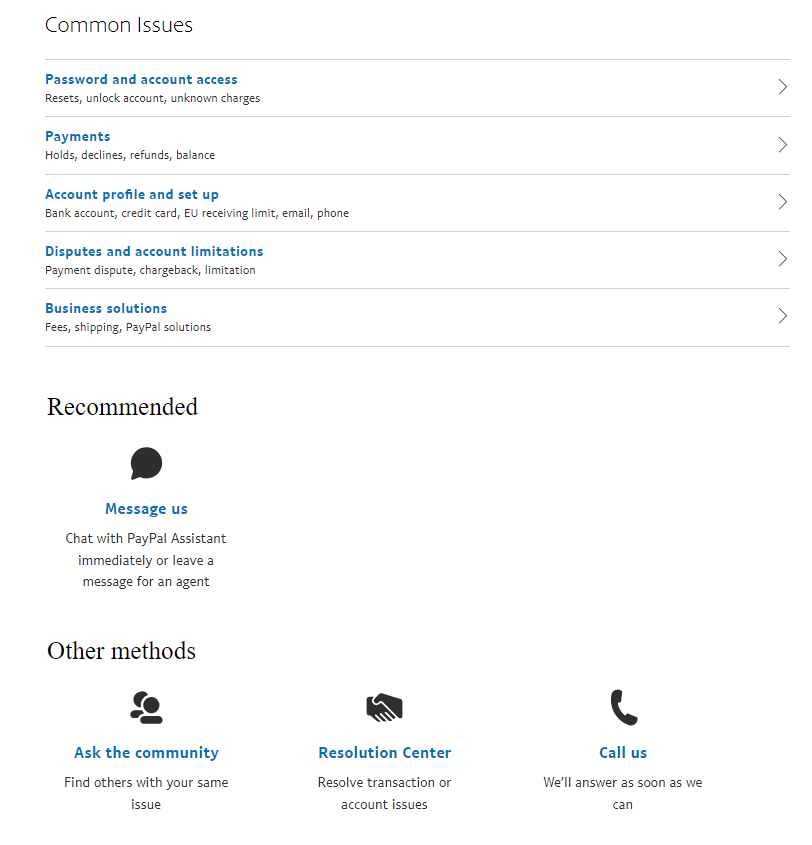 Common Issues
Password and account access
Resets, unlock account, unknown charges
Payments
Holds, declines, refunds, balance
Account profile and set up
Bank account, credit card, EU receiving limit, email, phone
Disputes and account limitations
Payment dispute, chargeback, limitation
Business solutions
Fees, shipping, PayPal solutions
Recommended
Message us
Chat with PayPal Assistant
immediately or leave a
message for an agent
Other methods
Ask the community
Find others with your same
issue
Resolution Center
Resolve transaction or
account issues
Call us
We’ll answer as soon as we
can